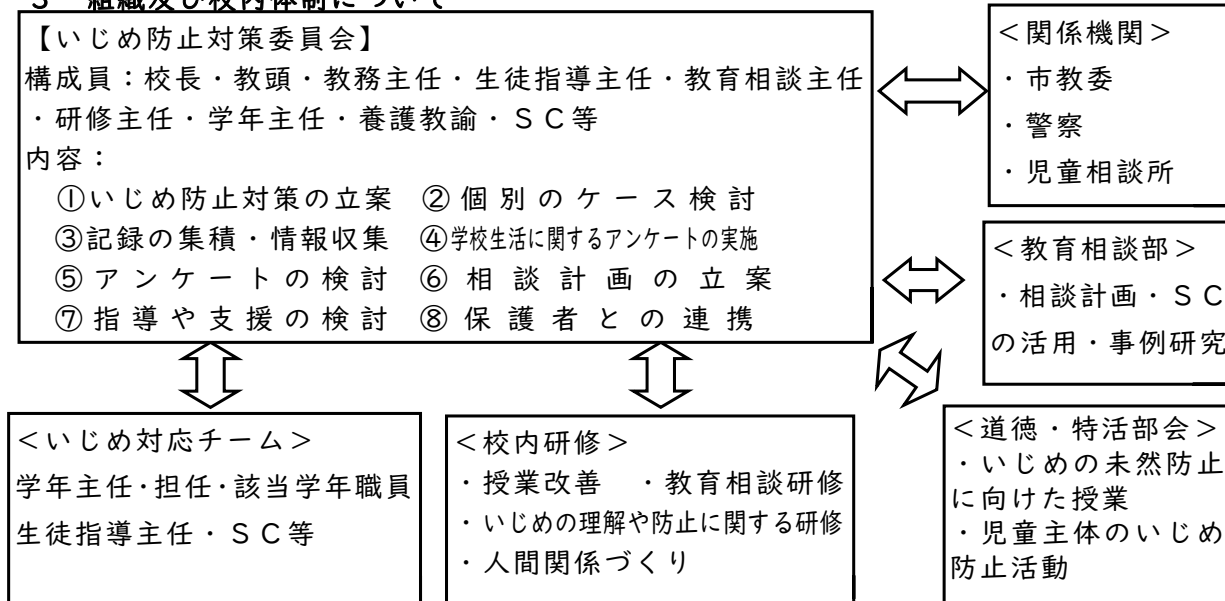 ３　組織及び校内体制について
【いじめ防止対策委員会】
構成員：校長・教頭・教務主任・生徒指導主任・教育相談主任
・研修主任・学年主任・養護教諭・ＳＣ等
内容：
①いじめ防止対策の立案　②個別のケース検討
③記録の集積・情報収集　④学校生活に関するアンケートの実施
⑤アンケートの検討　⑥相談計画の立案
⑦指導や支援の検討　⑧保護者との連携
＜関係機関＞
・市教委
・警察
・児童相談所
＜教育相談部＞
・相談計画・ＳＣ
の活用・事例研究
＜いじめ対応チーム＞
学年主任・担任・該当学年職員
生徒指導主任・ＳＣ等
＜校内研修＞
・授業改善　・教育相談研修
・いじめの理解や防止に関する研修
・人間関係づくり
＜道徳・特活部会＞
・いじめの未然防止
に向けた授業
・児童主体のいじめ
防止活動